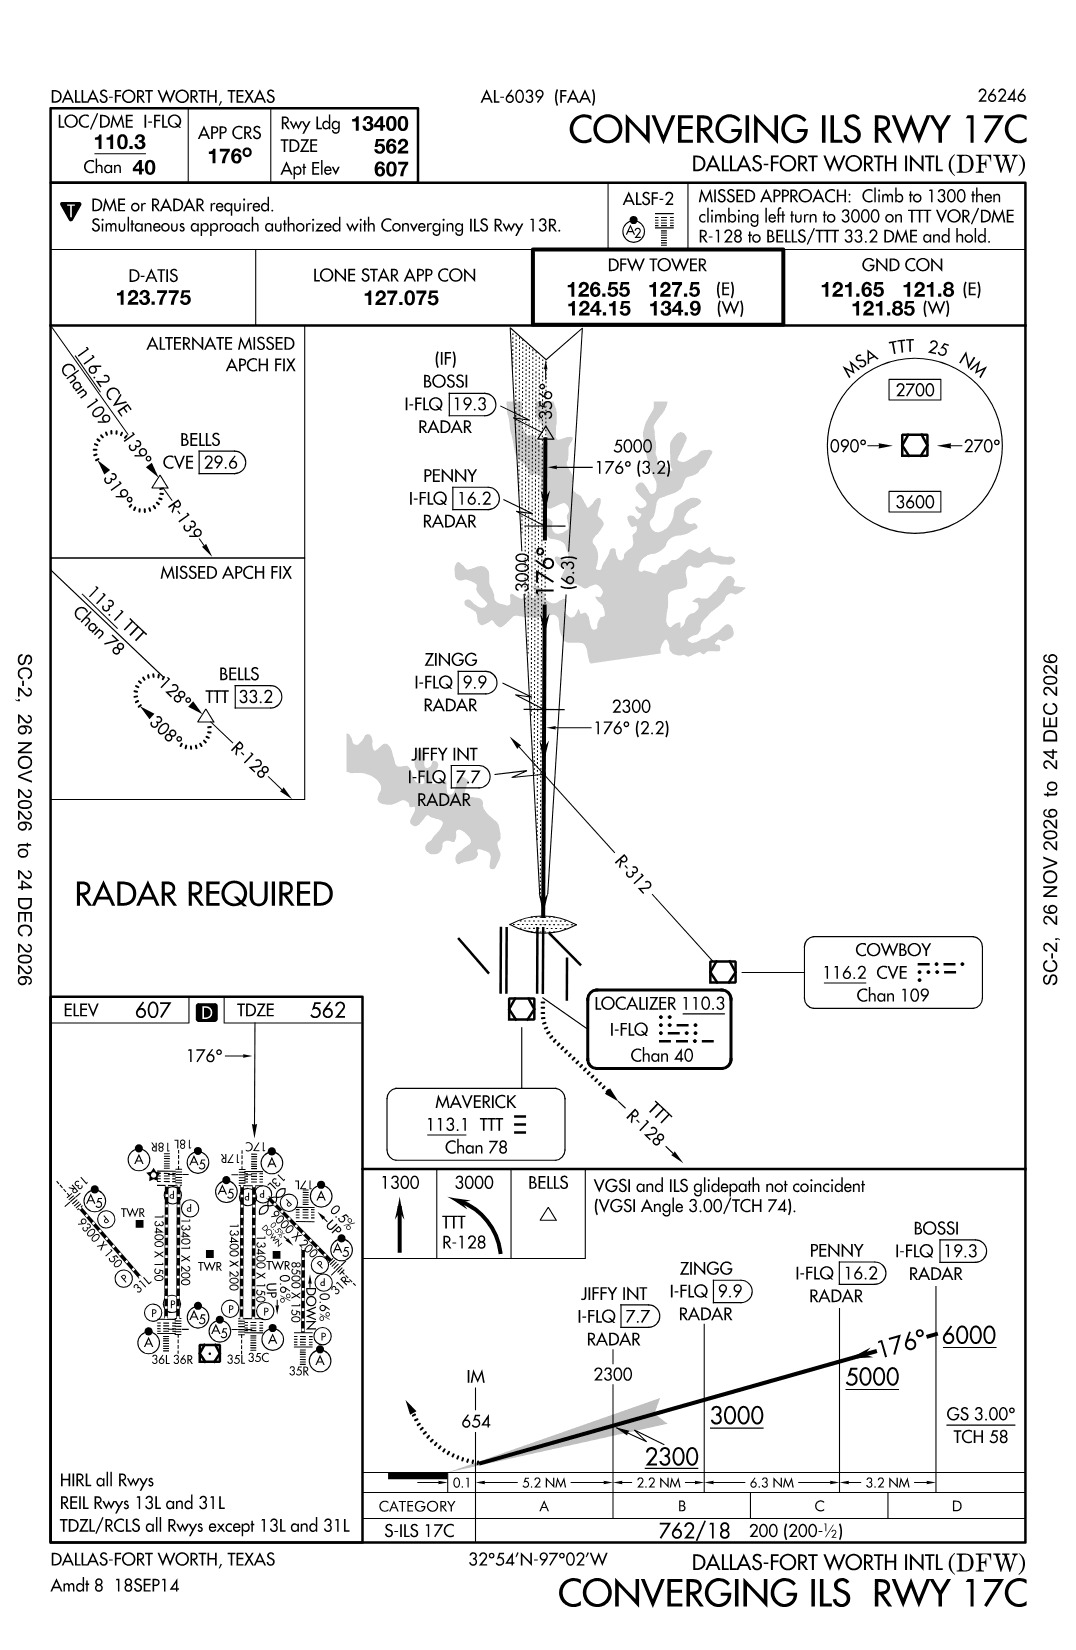 DALLAS-FORT WORTH, TEXAS
AL-6039 (FAA)
26246
LOC/DME I-FLQ
110.3
Chan 40
APP CRS
176°
Rwy Ldg 13400
TDZE 562
Apt Elev 607
CONVERGING ILS RWY 17C
DALLAS-FORT WORTH INTL (DFW)
T
DME or RADAR required.
Simultaneous approach authorized with Converging ILS Rwy 13R.
ALSF-2
A2
MISSED APPROACH: Climb to 1300 then
climbing left turn to 3000 on TTT VOR/DME
R-128 to BELLS/TTT 33.2 DME and hold.
D-ATIS
123.775
LONE STAR APP CON
127.075
DFW TOWER
126.55 127.5 (E)
124.15 134.9 (W)
GND CON
121.65 121.8 (E)
121.85 (W)
ALTERNATE MISSED
APCH FIX
116.2 CVE
Chan 109
BELLS
CVE 29.6
139°
319°
R-139
MISSED APCH FIX
113.1 TTT
Chan 78
BELLS
TTT 33.2
128°
308°
R-128
(IF)
BOSSI
I-FLQ 19.3
RADAR
356°
5000
176° (3.2)
PENNY
I-FLQ 16.2
RADAR
3000
176°
(6.3)
ZINGG
I-FLQ 9.9
RADAR
2300
176° (2.2)
JIFFY INT
I-FLQ 7.7
RADAR
R-312
MSA TTT 25 NM
2700
090°
270°
3600
RADAR REQUIRED
COWBOY
116.2 CVE
Chan 109
LOCALIZER 110.3
I-FLQ
Chan 40
MAVERICK
113.1 TTT
Chan 78
TTT
R-128
SC-2, 26 NOV 2026 to 24 DEC 2026
SC-2, 26 NOV 2026 to 24 DEC 2026
ELEV 607
D
TDZE 562
176°
18R
18L
17R
17C
13R
13L
17L
A
A5
P
TWR
TWR
TWR
9300 X 150
13400 X 150
13401 X 200
13400 X 200
13400 X 150
9000 X 200
8500 X 150
0.5%
UP
0.5%
DOWN
0.6%
UP
0.6%
DOWN
31L
31R
36L
36R
35L
35C
35R
HIRL all Rwys
REIL Rwys 13L and 31L
TDZL/RCLS all Rwys except 13L and 31L
1300
3000
TTT
R-128
BELLS
VGSI and ILS glidepath not coincident
(VGSI Angle 3.00/TCH 74).
BOSSI
I-FLQ 19.3
RADAR
PENNY
I-FLQ 16.2
RADAR
ZINGG
I-FLQ 9.9
RADAR
JIFFY INT
I-FLQ 7.7
RADAR
2300
IM
654
176°
6000
5000
3000
2300
GS 3.00°
TCH 58
0.1
5.2 NM
2.2 NM
6.3 NM
3.2 NM
CATEGORY A B C D
S-ILS 17C 762/18 200 (200-½)
DALLAS-FORT WORTH, TEXAS
Amdt 8 18SEP14
32°54'N-97°02'W
DALLAS-FORT WORTH INTL (DFW)
CONVERGING ILS RWY 17C